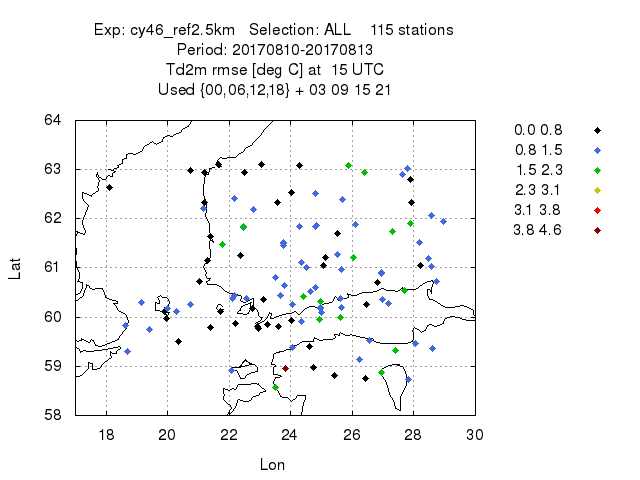 Exp: cy46_ref2.5km Selection: ALL 115 stations
Period: 20170810-20170813
Td2m rmse [deg C] at 15 UTC
Used {00,06,12,18} + 03 09 15 21
64
63
62
61
60
59
58
Lat
18 20 22 24 26 28 30
Lon
0.0 0.8
0.8 1.5
1.5 2.3
2.3 3.1
3.1 3.8
3.8 4.6